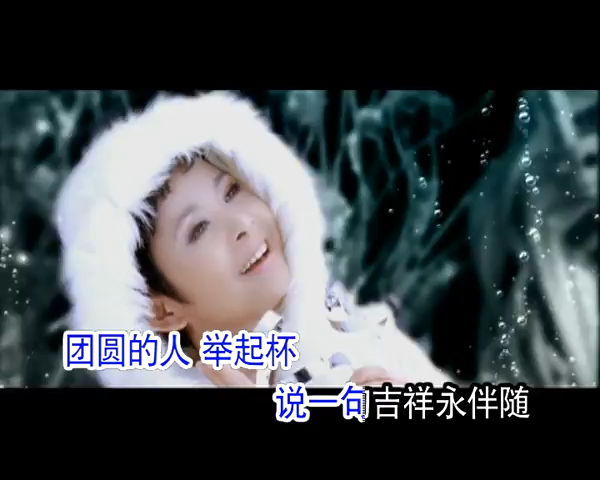 团圆的人 举起杯
说一句吉祥永伴随